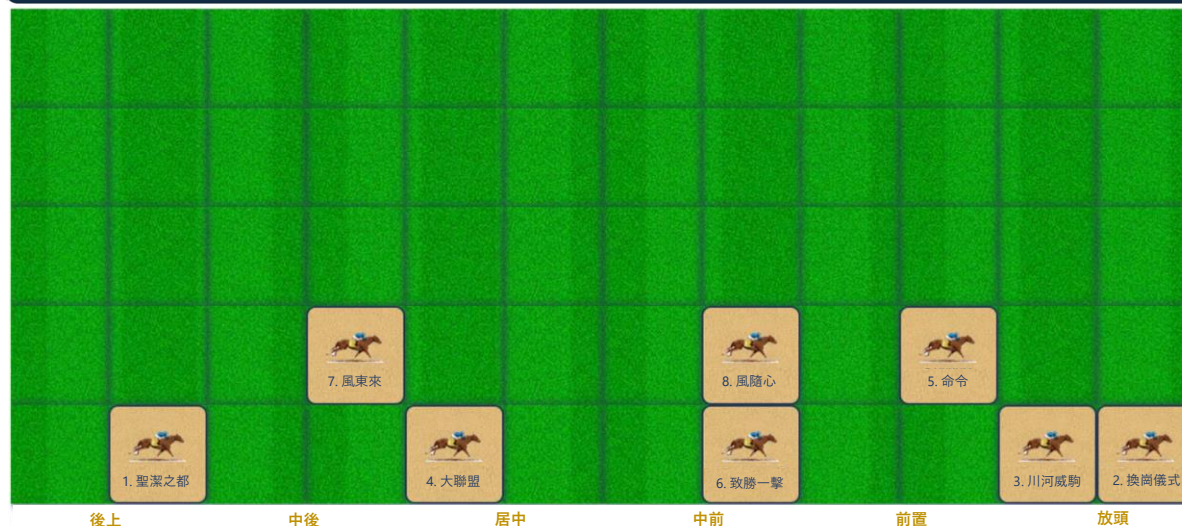 7. 風東來
8. 風隨心
5. 命令
1. 聖潔之都
4. 大聯盟
6. 致勝一擊
3. 川河威駒
2. 換崗儀式
後上
中後
居中
中前
前置
放頭